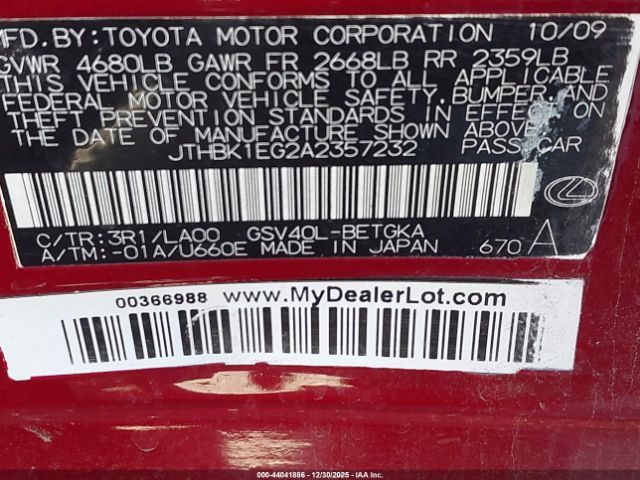 MFD. BY: TOYOTA MOTOR CORPORATION 10/09
GVWR 4680LB GAWR FR 2668LB RR 2359LB
THIS VEHICLE CONFORMS TO ALL APPLICABLE
FEDERAL MOTOR VEHICLE SAFETY, BUMPER, AND
THEFT PREVENTION STANDARDS IN EFFECT ON
THE DATE OF MANUFACTURE SHOWN ABOVE.
JTHBK1EG2A2357232 PASS.CAR
C/TR: 3R1/LA00 GSV40L-BETGKA
A/TM: -01A/U660E MADE IN JAPAN 670 A
00366988 www.MyDealerLot.com
000-44041886 - 12/30/2025 - IAA Inc.